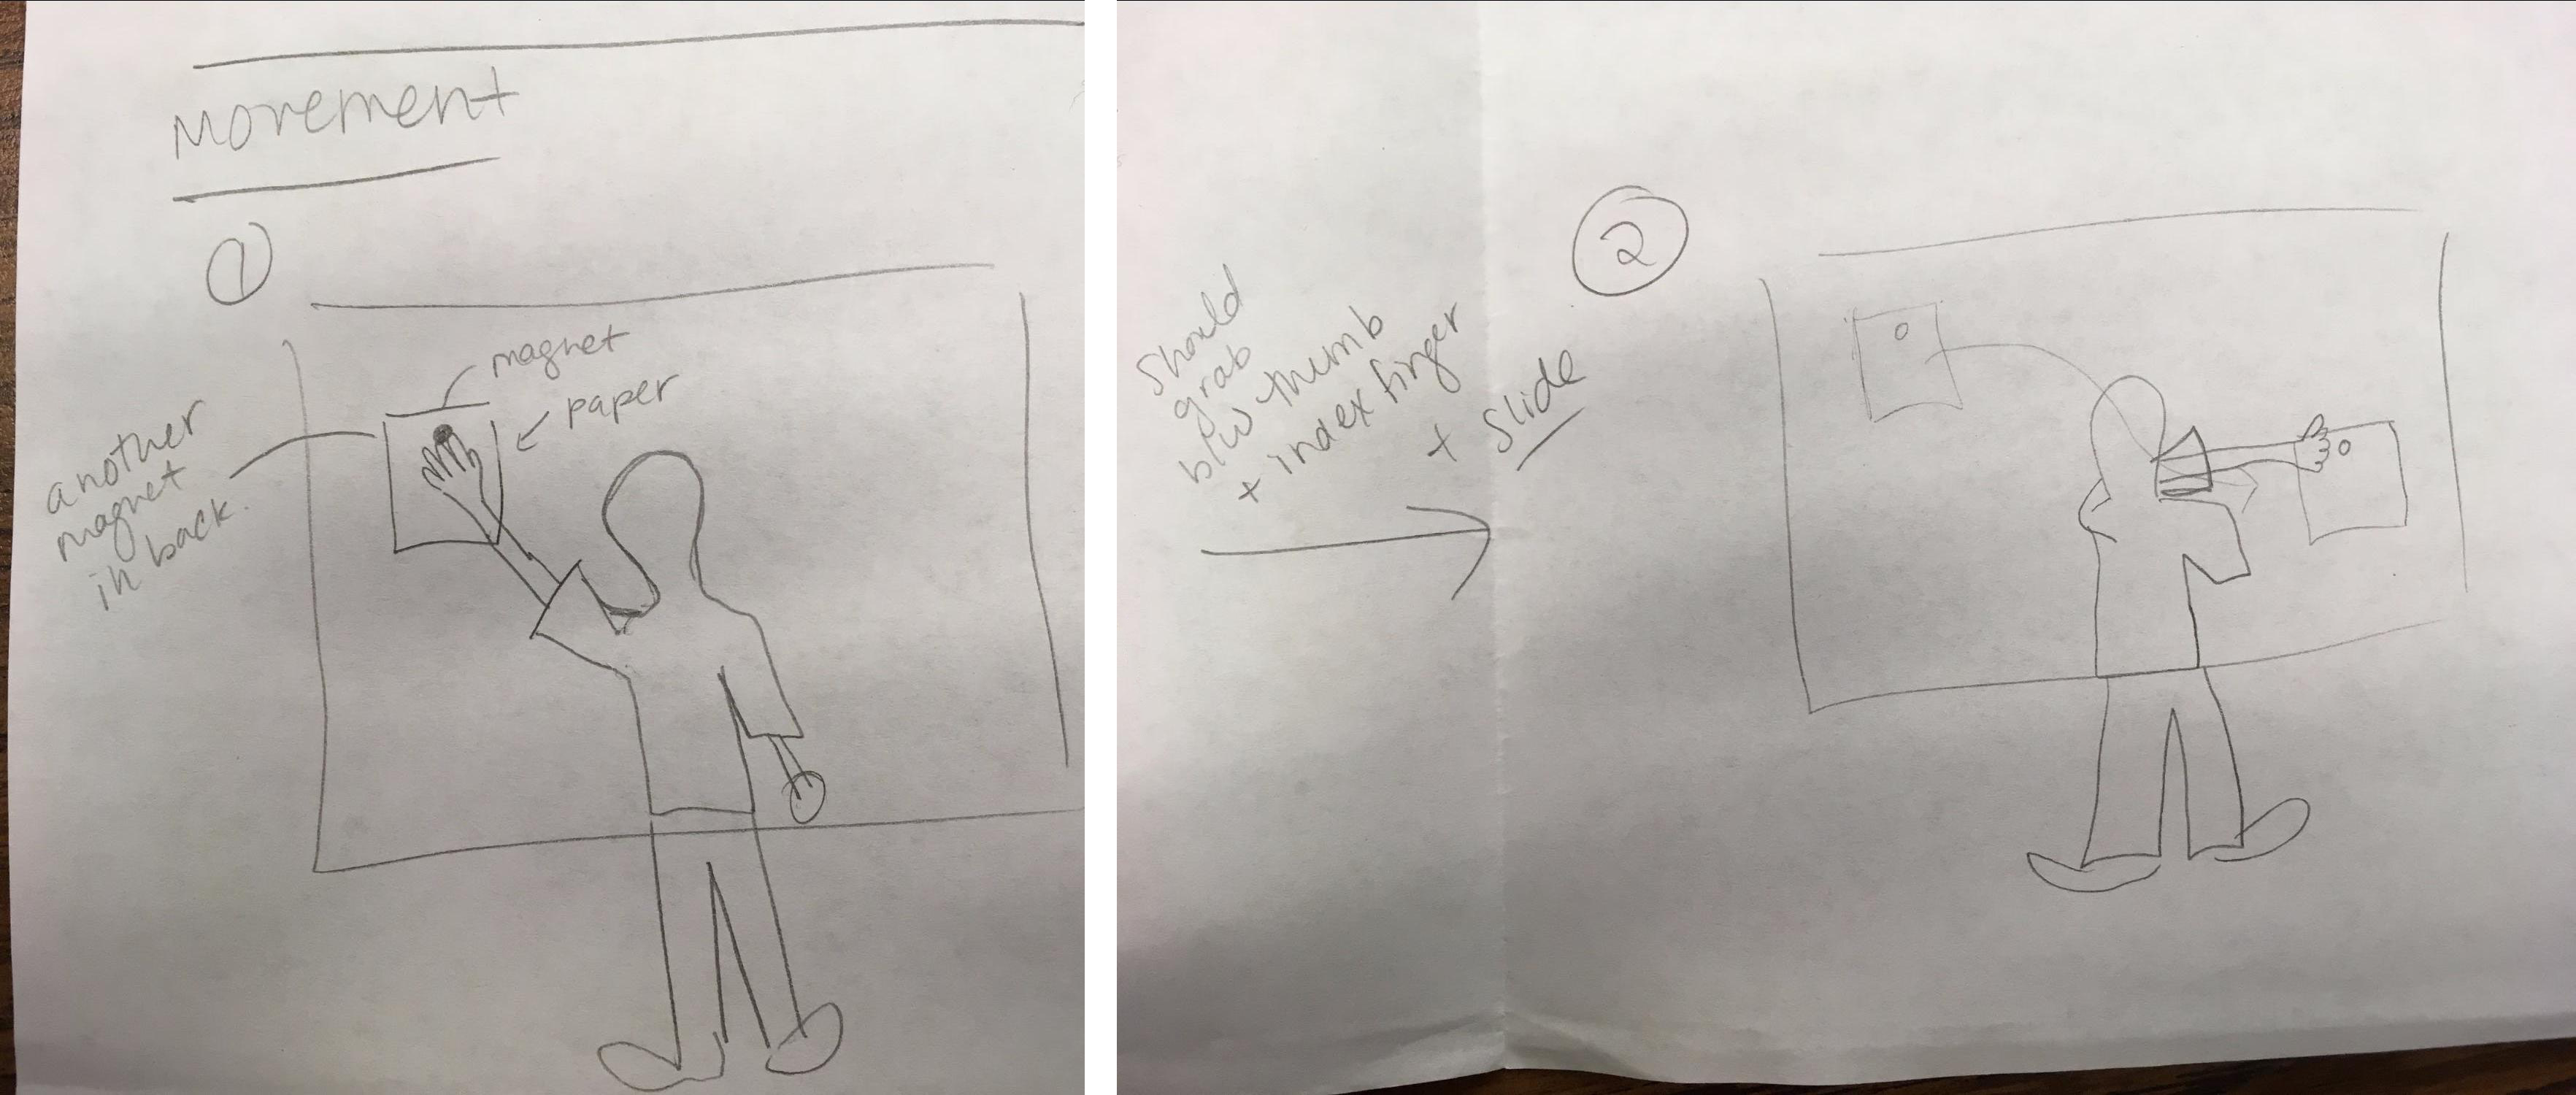 Movement
1
magnet
paper
another
magnet
in back.
Should
grab
b/w thumb
+ index finger
+ Slide
2